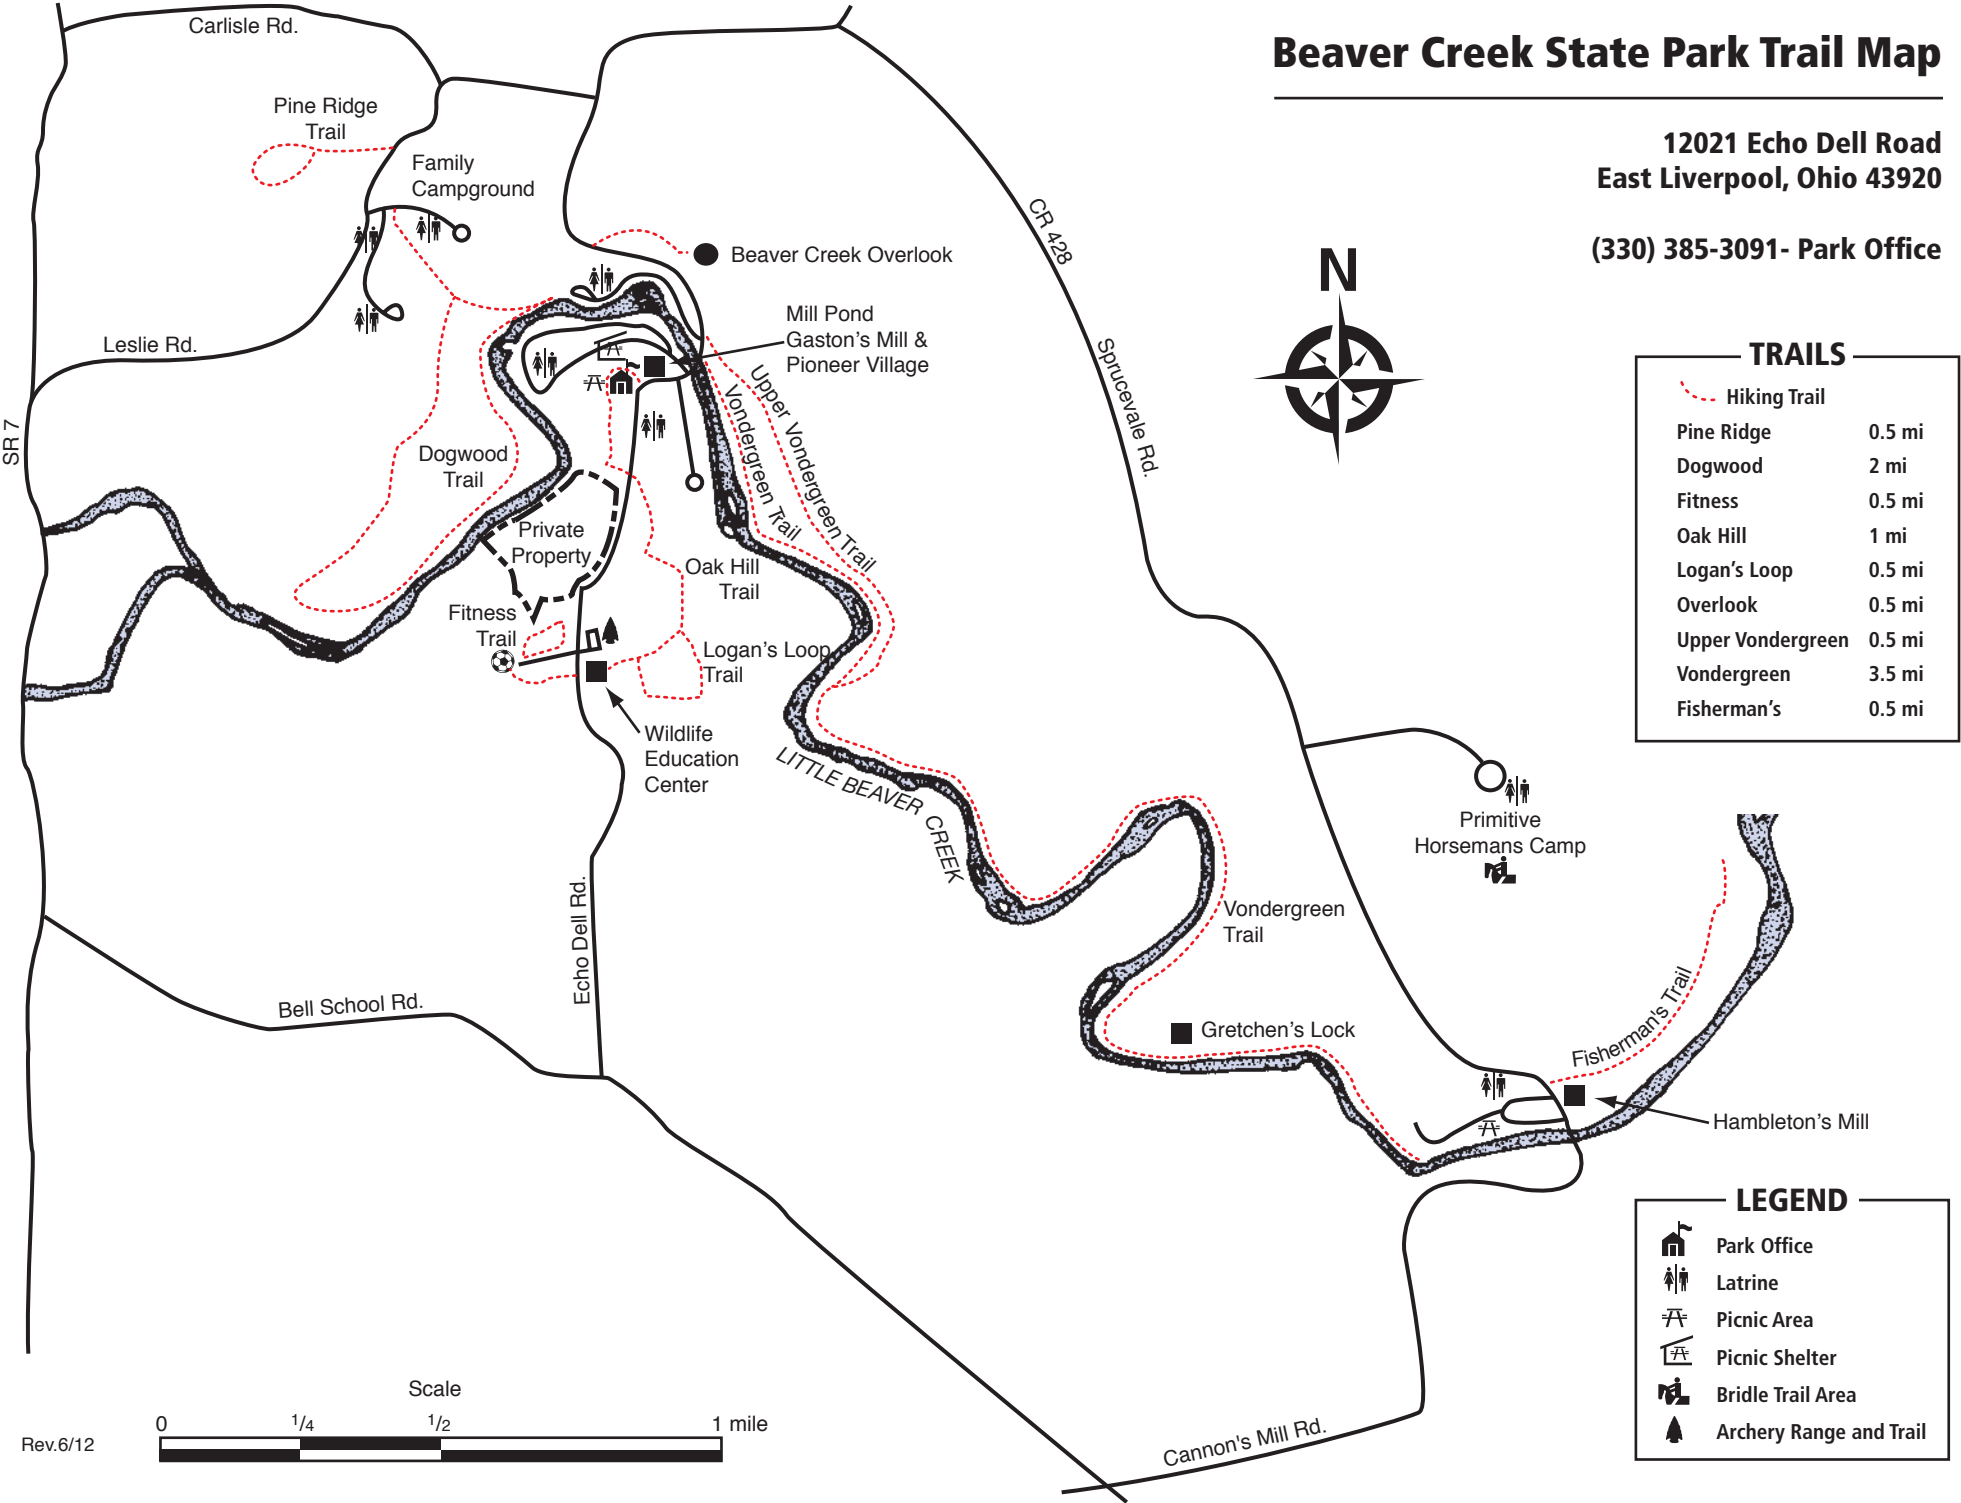 Beaver Creek State Park Trail Map
12021 Echo Dell Road
East Liverpool, Ohio 43920
(330) 385-3091- Park Office
Carlisle Rd.
Pine Ridge
Trail
Family
Campground
Beaver Creek Overlook
Mill Pond
Gaston's Mill &
Pioneer Village
Leslie Rd.
SR 7
CR 428
Sprucevale Rd.
N
Upper Vondergreen Trail
Vondergreen Trail
Dogwood
Trail
Private
Property
Oak Hill
Trail
Fitness
Trail
Logan's Loop
Trail
Wildlife
Education
Center
LITTLE BEAVER CREEK
Echo Dell Rd.
Bell School Rd.
Vondergreen
Trail
Gretchen's Lock
Primitive
Horsemans Camp
Fisherman's Trail
Hambleton's Mill
Cannon's Mill Rd.
TRAILS
Hiking Trail
Pine Ridge 0.5 mi
Dogwood 2 mi
Fitness 0.5 mi
Oak Hill 1 mi
Logan's Loop 0.5 mi
Overlook 0.5 mi
Upper Vondergreen 0.5 mi
Vondergreen 3.5 mi
Fisherman's 0.5 mi
LEGEND
Park Office
Latrine
Picnic Area
Picnic Shelter
Bridle Trail Area
Archery Range and Trail
Scale
0 1/4 1/2 1 mile
Rev.6/12